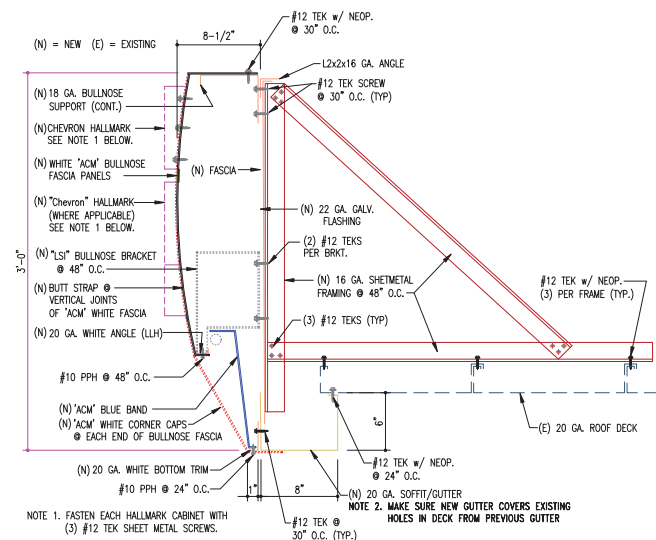 #12 TEK w/ NEOP.
@ 30" O.C.
8-1/2"
(N) = NEW (E) = EXISTING
L2x2x16 GA. ANGLE
#12 TEK SCREW
@ 30" O.C. (TYP)
(N) 18 GA. BULLNOSE
SUPPORT (CONT.)
(N) CHEVRON HALLMARK
SEE NOTE 1 BELOW.
(N) WHITE 'ACM' BULLNOSE
FASCIA PANELS
(N) FASCIA
(N) "Chevron" HALLMARK
(WHERE APPLICABLE)
SEE NOTE 1 BELOW.
(N) 22 GA. GALV.
FLASHING
3'-0"
(N) "LSI" BULLNOSE BRACKET
@ 48" O.C.
(2) #12 TEKS
PER BRKT.
(N) BUTT STRAP @
VERTICAL JOINTS
OF 'ACM' WHITE FASCIA
(N) 16 GA. SHETMETAL
FRAMING @ 48" O.C.
#12 TEK w/ NEOP.
(3) PER FRAME (TYP.)
(N) 20 GA. WHITE ANGLE (LLH)
(3) #12 TEKS (TYP)
#10 PPH @ 48" O.C.
(N) 'ACM' BLUE BAND
(N) 'ACM' WHITE CORNER CAPS
@ EACH END OF BULLNOSE FASCIA
6"
(E) 20 GA. ROOF DECK
(N) 20 GA. WHITE BOTTOM TRIM
#12 TEK w/ NEOP.
@ 24" O.C.
#10 PPH @ 24" O.C.
1"
8"
(N) 20 GA. SOFFIT/GUTTER
NOTE 2. MAKE SURE NEW GUTTER COVERS EXISTING
HOLES IN DECK FROM PREVIOUS GUTTER
NOTE 1. FASTEN EACH HALLMARK CABINET WITH
(3) #12 TEK SHEET METAL SCREWS.
#12 TEK @
30" O.C. (TYP.)